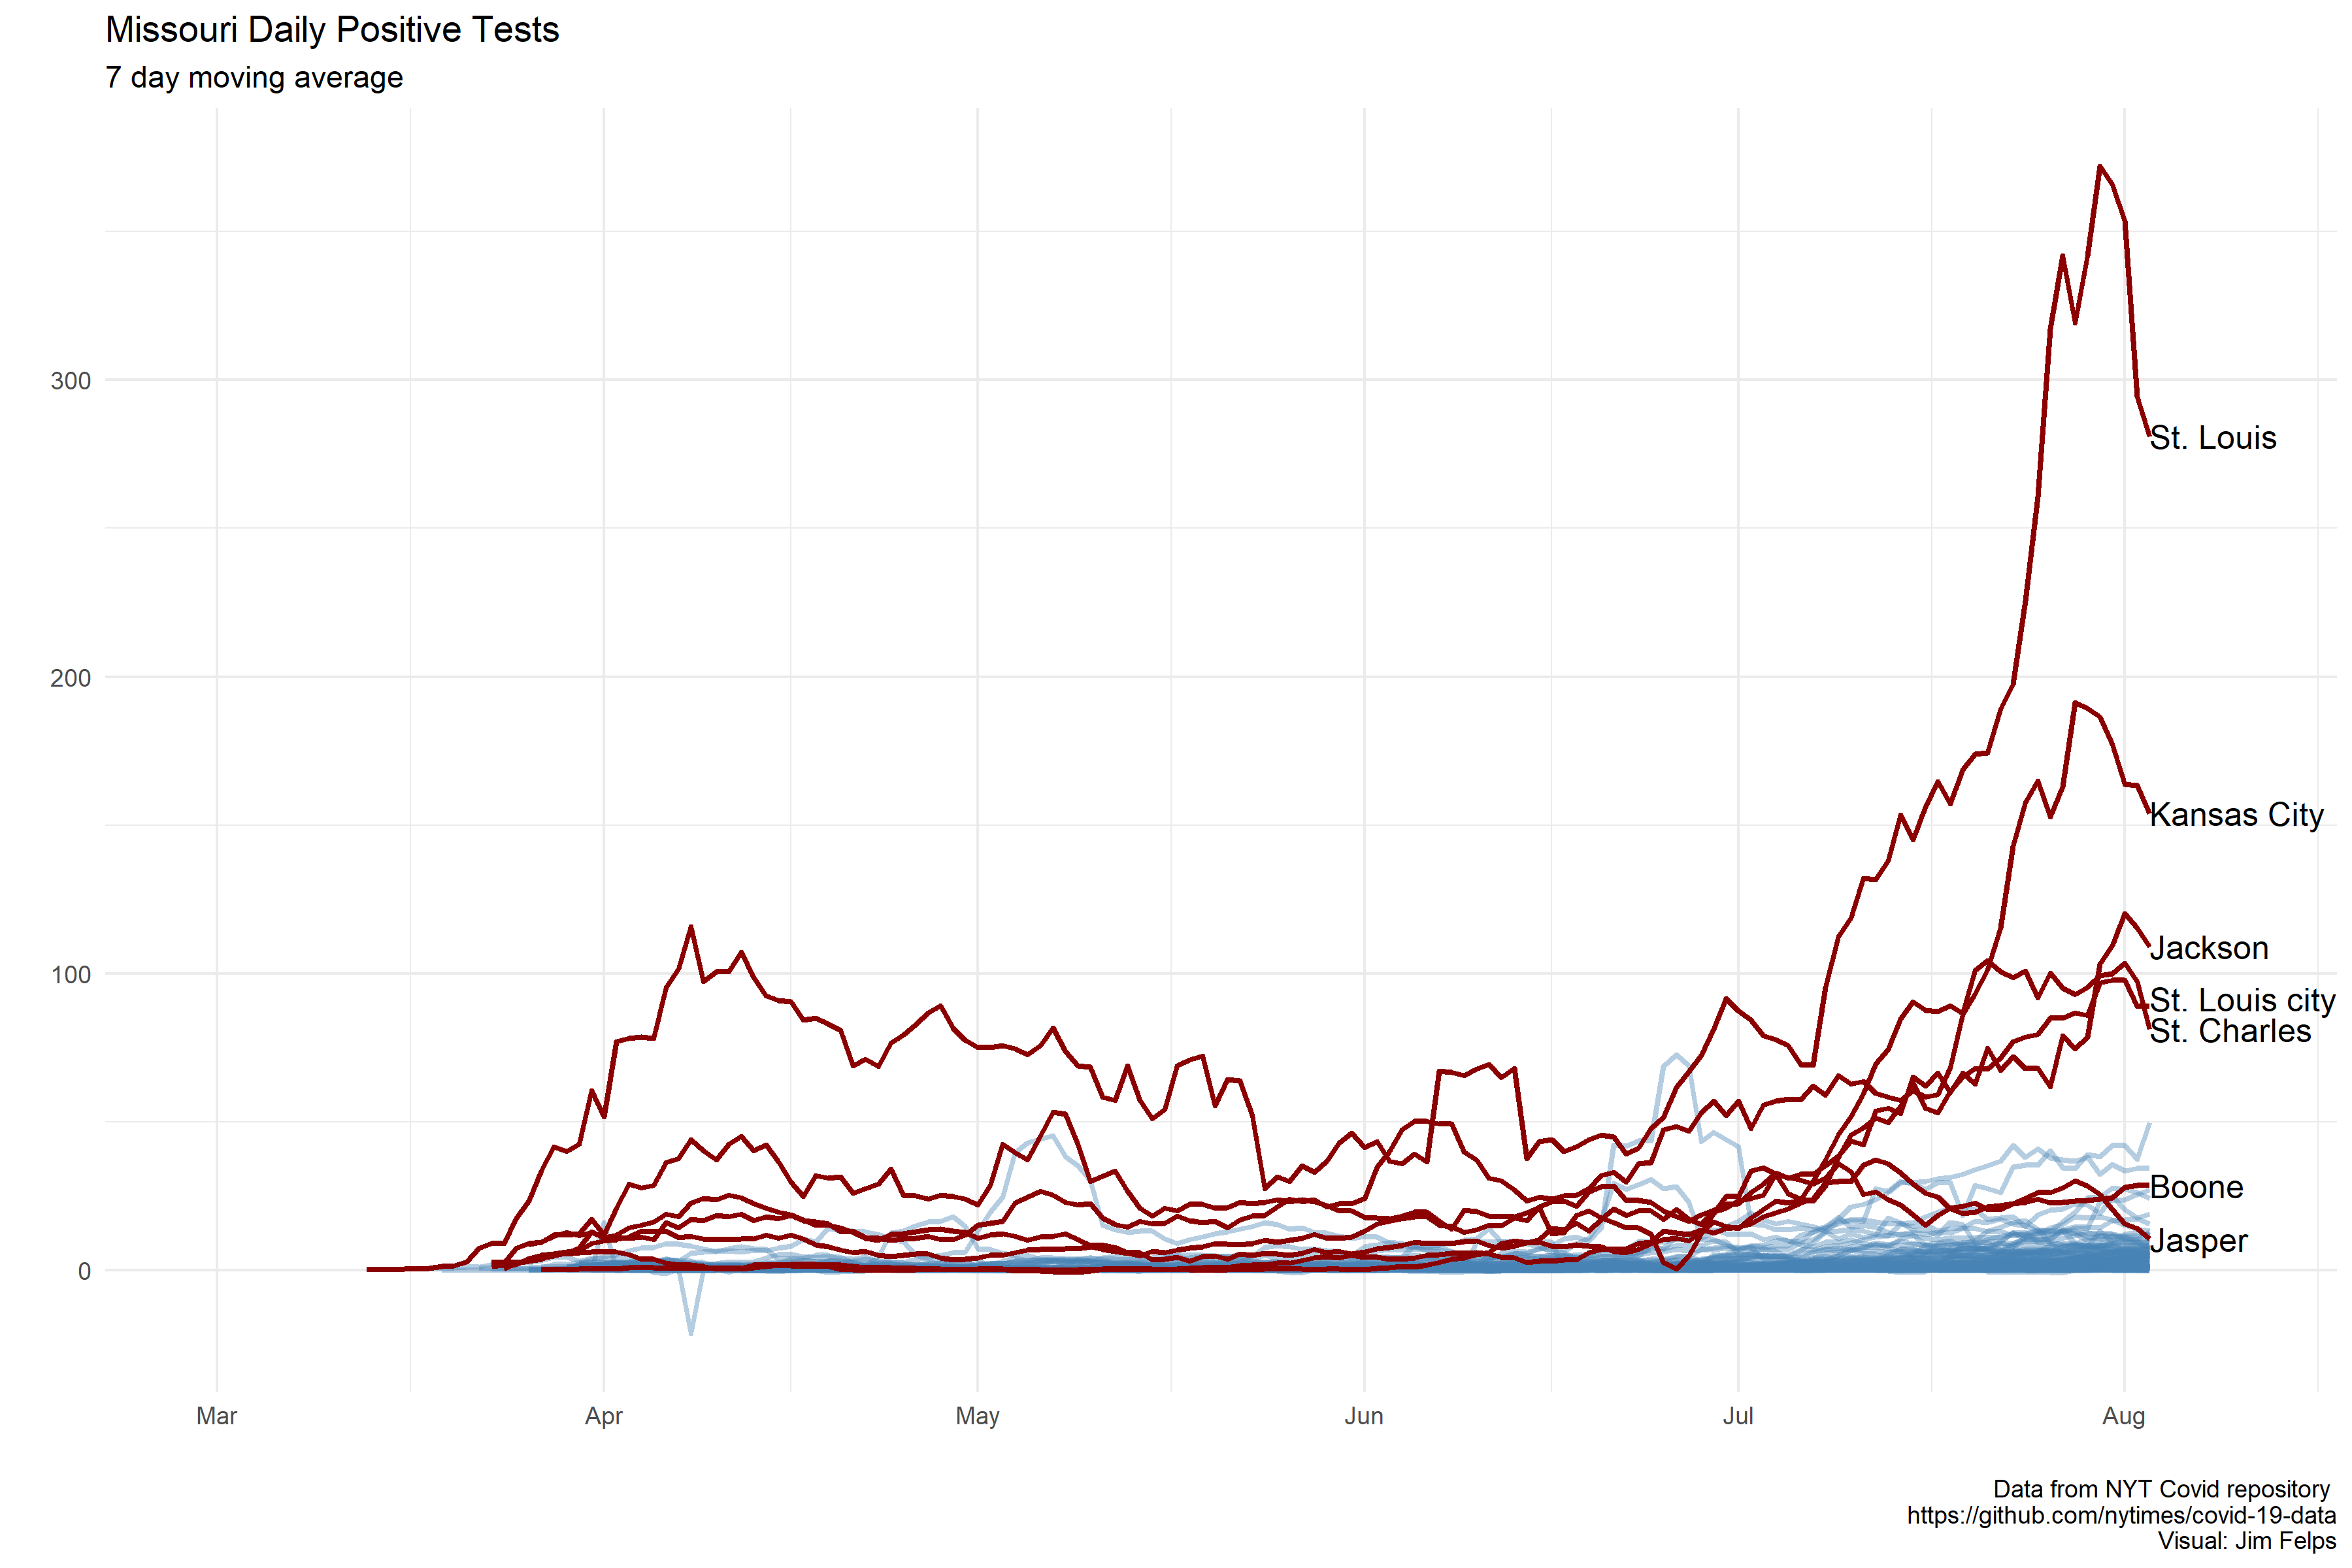 Missouri Daily Positive Tests
7 day moving average
300
200
100
0
St. Louis
Kansas City
Jackson
St. Louis city
St. Charles
Boone
Jasper
Mar Apr May Jun Jul Aug
Data from NYT Covid repository
https://github.com/nytimes/covid-19-data
Visual: Jim Felps